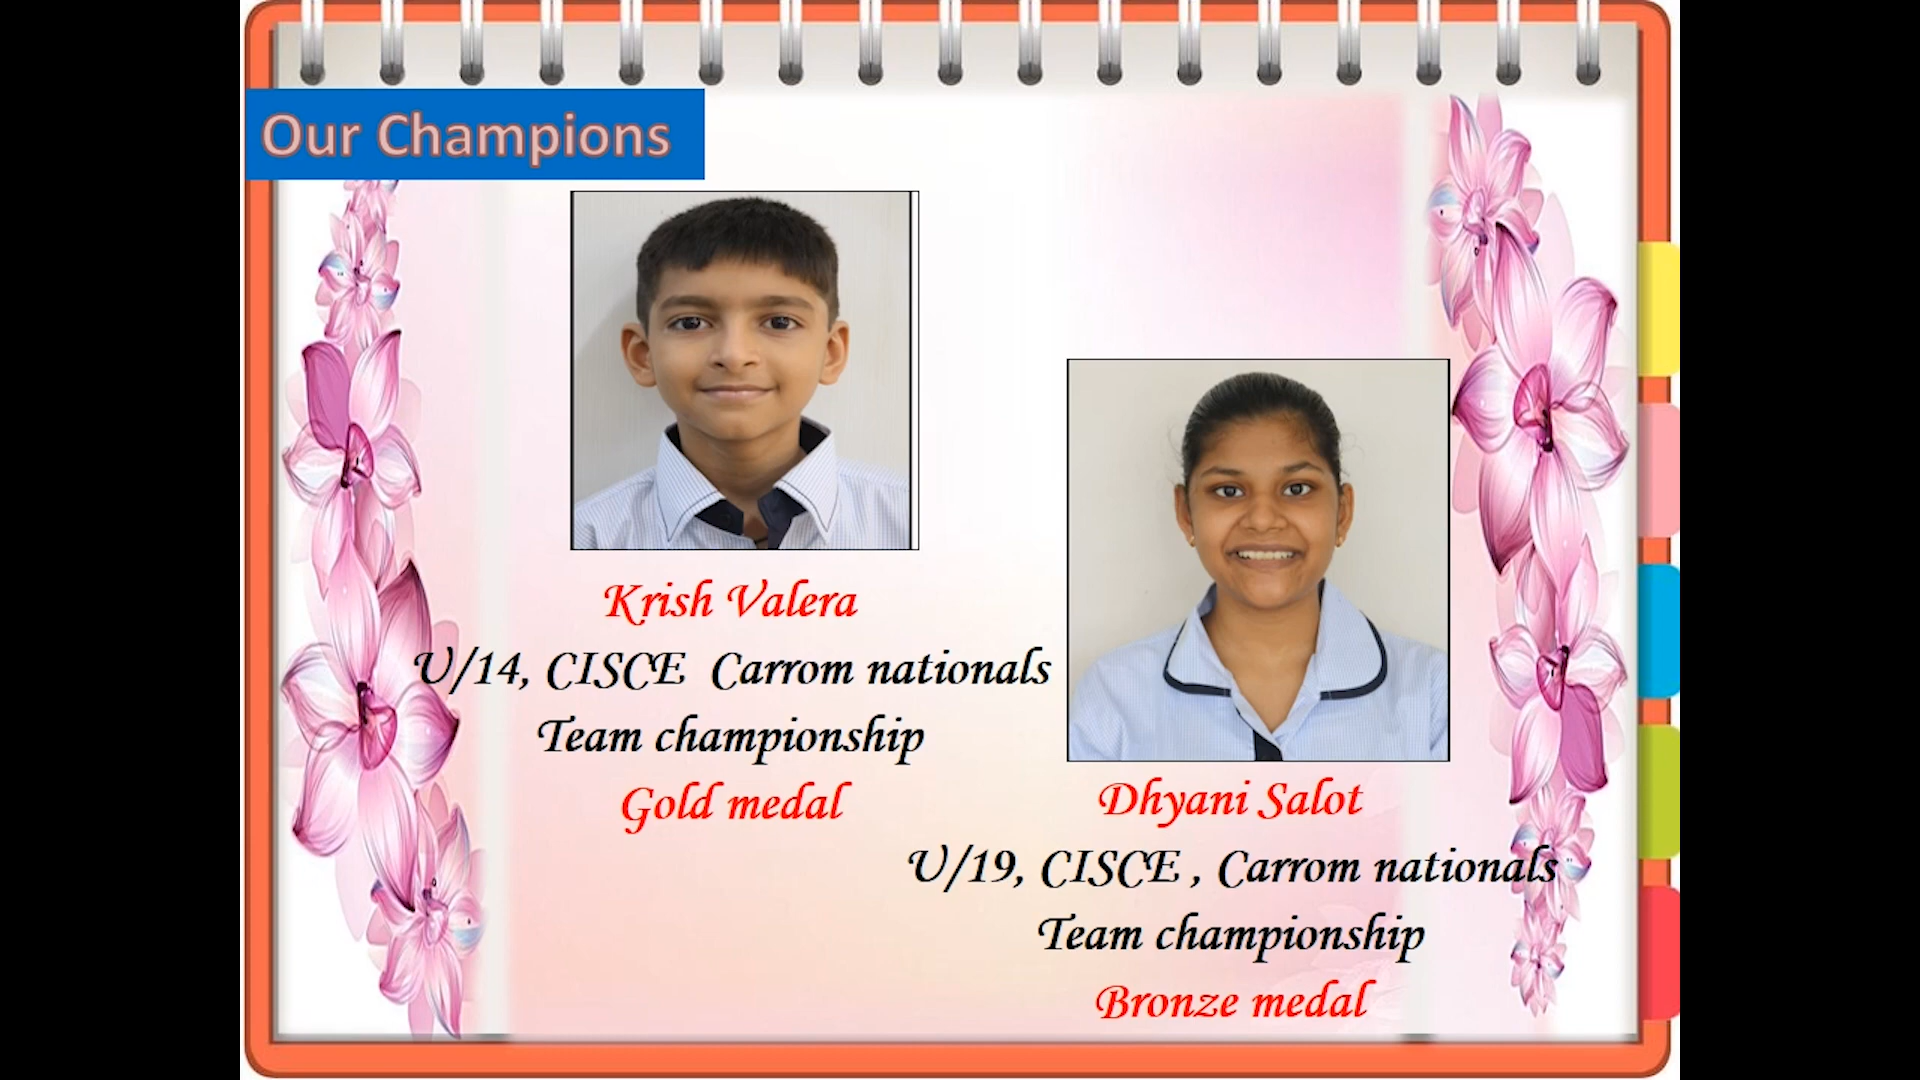 Our Champions
Krish Valera
U/14, CISCE Carrom nationals
Team championship
Gold medal
Dhyani Salot
U/19, CISCE , Carrom nationals
Team championship
Bronze medal